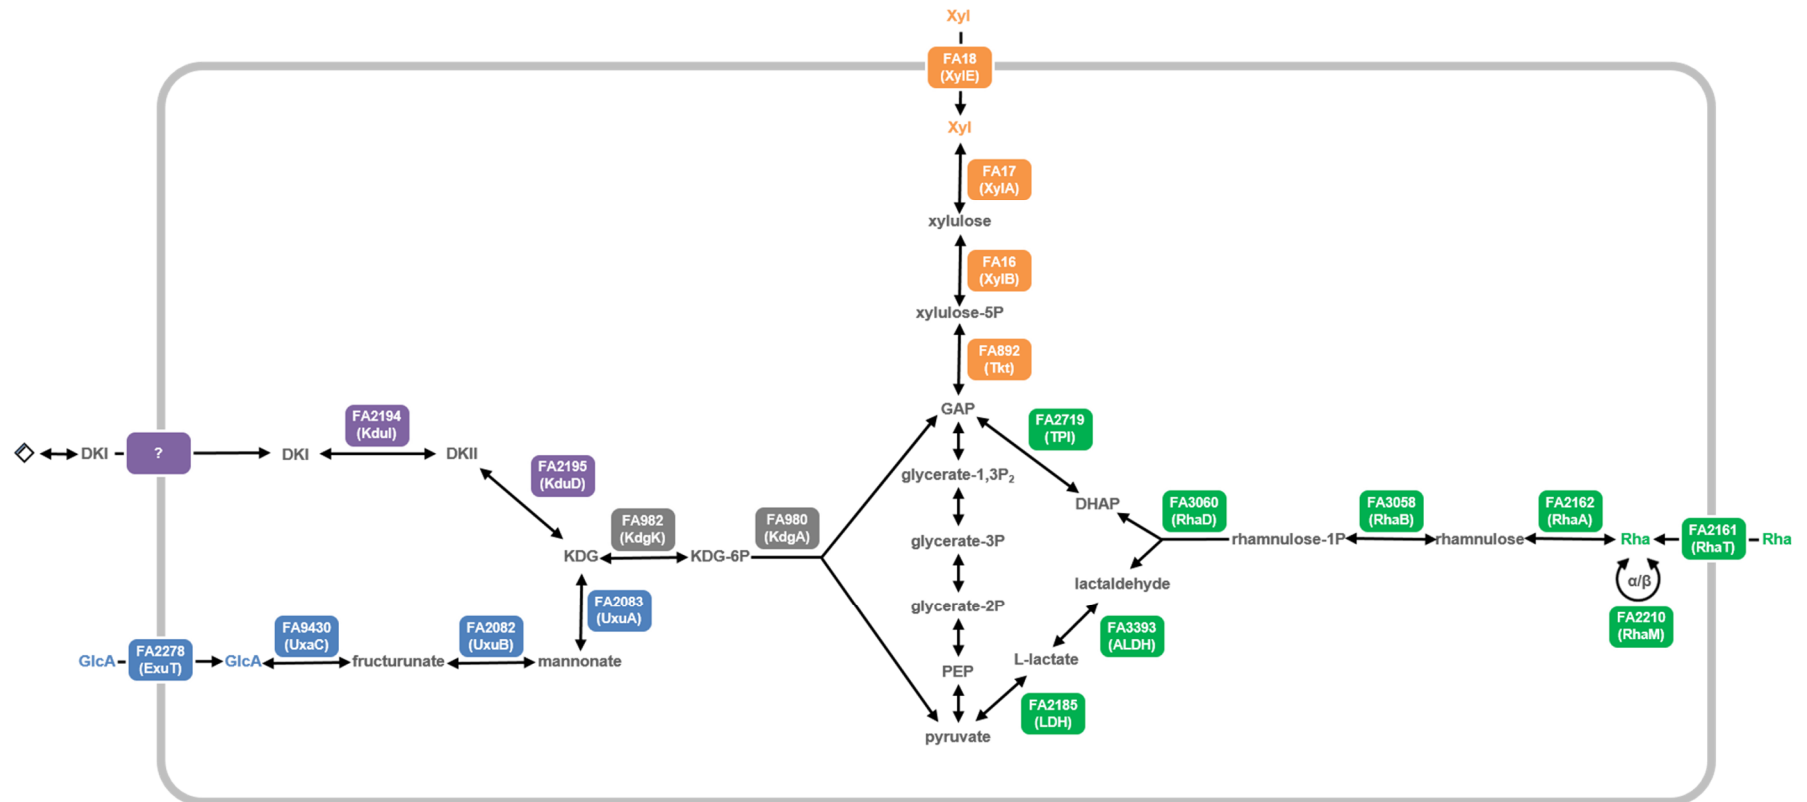 Xyl
FA18
(XylE)
Xyl
FA17
(XylA)
xylulose
FA16
(XylB)
xylulose-5P
FA892
(Tkt)
GAP
FA2719
(TPI)
FA2194
(KduI)
DKI
?
DKI
DKII
FA2195
(KduD)
glycerate-1,3P₂
DHAP
FA3060
(RhaD)
FA3058
(RhaB)
FA2162
(RhaA)
FA2161
(RhaT)
FA982
(KdgK)
FA980
(KdgA)
KDG
KDG-6P
glycerate-3P
rhamnulose-1P
rhamnulose
Rha
Rha
α/β
FA2210
(RhaM)
lactaldehyde
FA2083
(UxuA)
glycerate-2P
FA3393
(ALDH)
GlcA
FA2278
(ExuT)
GlcA
FA9430
(UxaC)
fructurunate
FA2082
(UxuB)
mannonate
L-lactate
PEP
FA2185
(LDH)
pyruvate